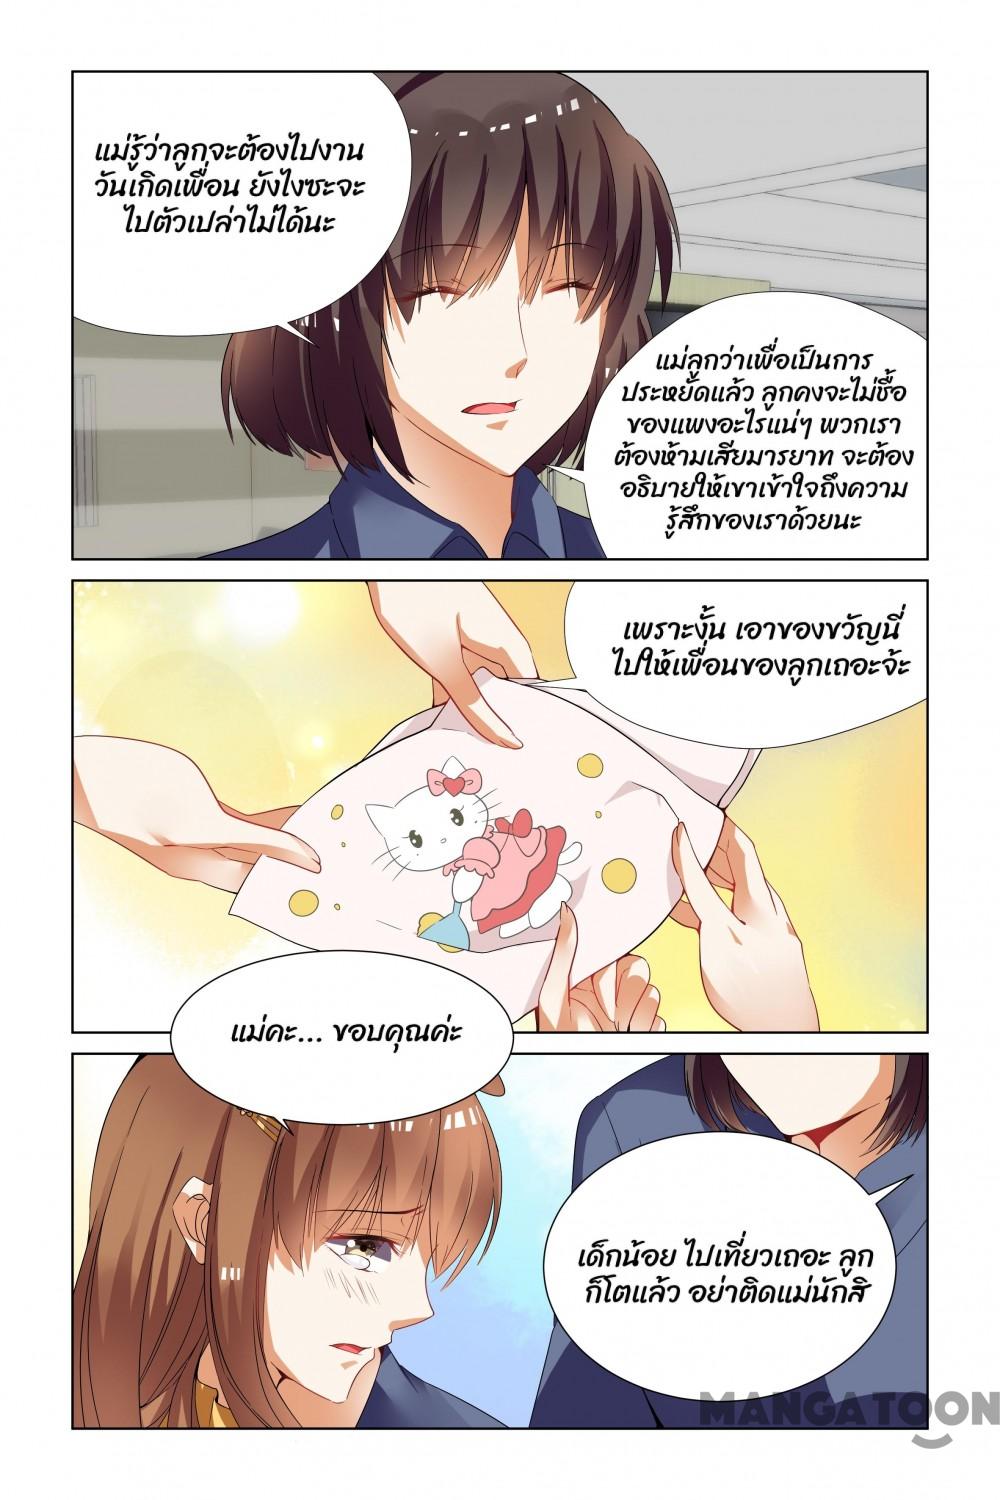 แม่รู้ว่าลูกจะต้องไปงาน
วันเกิดเพื่อน ยังไงซะจะ
ไปตัวเปล่าไม่ได้นะ
แม่ลูกว่าเพื่อเป็นการ
ประหยัดแล้ว ลูกคงจะไม่ชื้อ
ของแพงอะไรแน่ๆ พวกเรา
ต้องห้ามเสียมารยาท จะต้อง
อธิบายให้เขาเข้าใจถึงความ
รู้สึกของเราด้วยนะ
เพราะงั้น เอาของขวัญนี่
ไปให้เพื่อนของลูกเถอะจ้ะ
แม่คะ... ขอบคุณค่ะ
เด็กน้อย ไปเที่ยวเถอะ ลูก
ก็โตแล้ว อย่าติดแม่นักสิ
MANGATOON